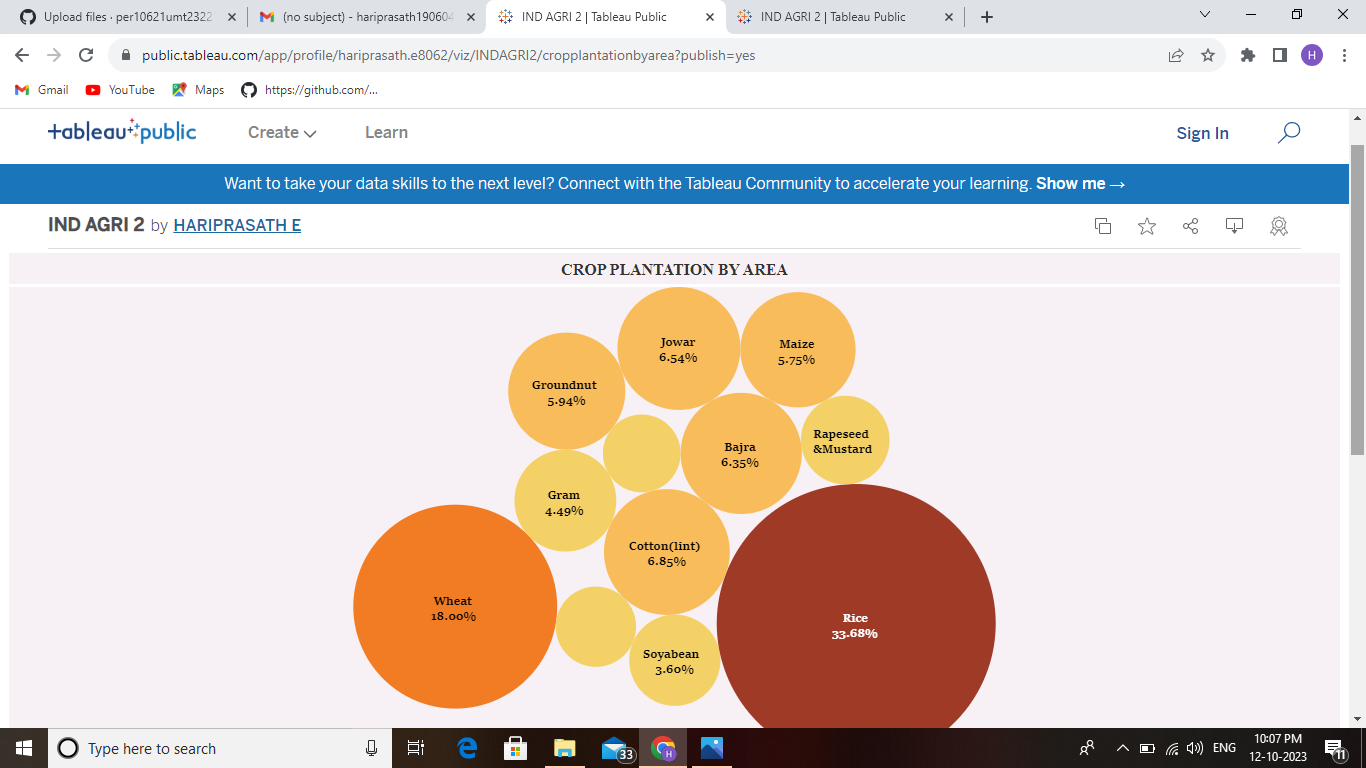 Upload files · per10621umt2322
(no subject) - hariprasath190604
IND AGRI 2 | Tableau Public
IND AGRI 2 | Tableau Public
public.tableau.com/app/profile/hariprasath.e8062/viz/INDAGRI2/cropplantationbyarea?publish=yes
H
Gmail
YouTube
Maps
https://github.com/...
+ableau public
Create
Learn
Sign In
Want to take your data skills to the next level? Connect with the Tableau Community to accelerate your learning. Show me →
IND AGRI 2 by HARIPRASATH E
CROP PLANTATION BY AREA
Jowar
6.54%
Maize
5.75%
Groundnut
5.94%
Rapeseed
&Mustard
Bajra
6.35%
Gram
4.49%
Cotton(lint)
6.85%
Wheat
18.00%
Rice
33.68%
Soyabean
3.60%
Type here to search
33
H
ENG
10:07 PM
12-10-2023
11